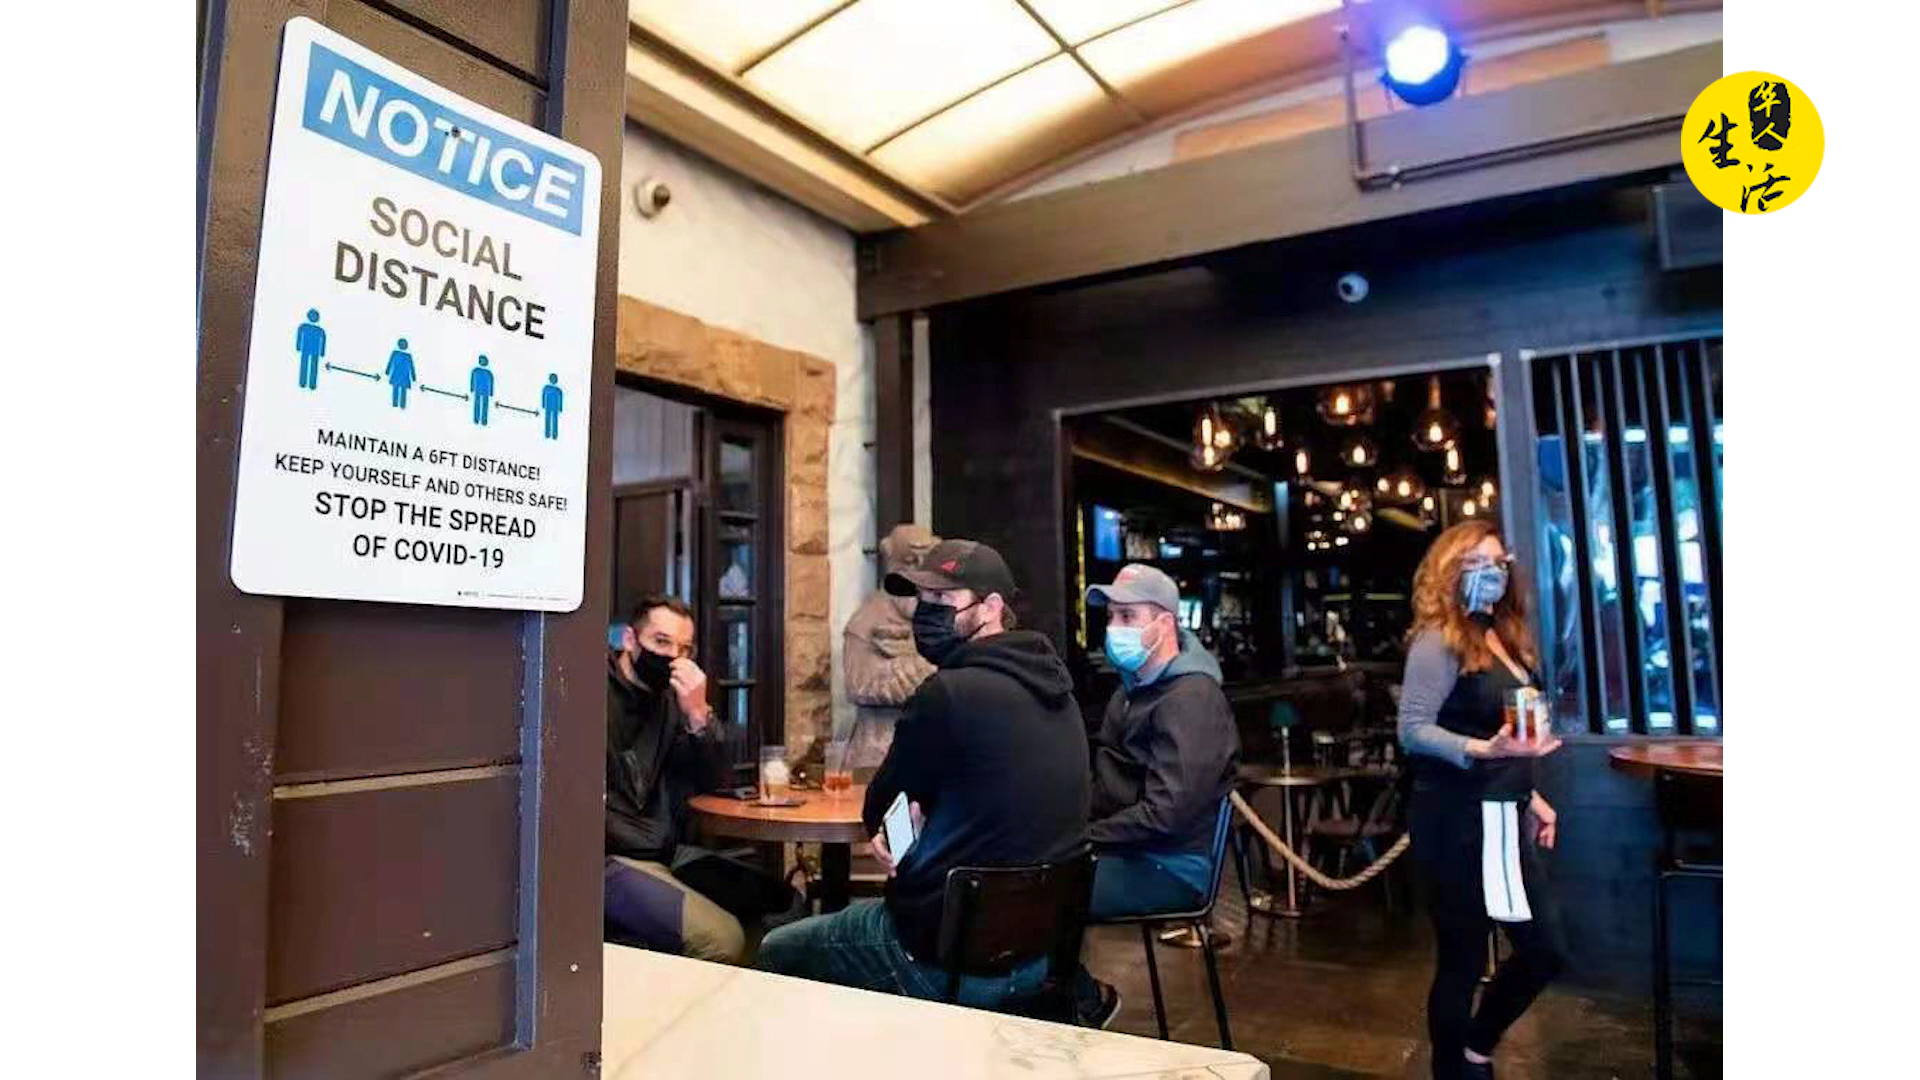 NOTICE
SOCIAL
DISTANCE
MAINTAIN A 6FT DISTANCE!
KEEP YOURSELF AND OTHERS SAFE!
STOP THE SPREAD
OF COVID-19
华人
生活